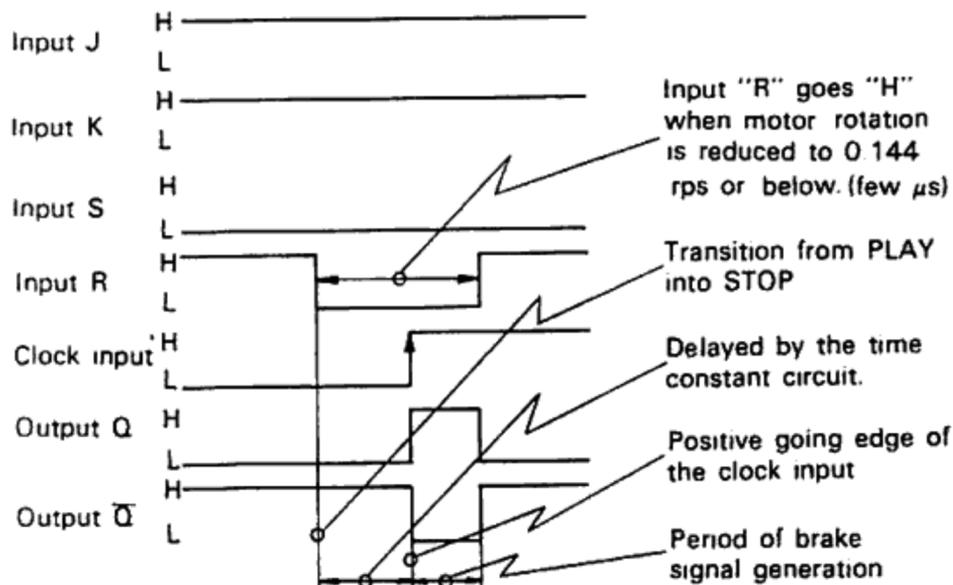 Input J
H
L
Input K
H
L
Input S
H
L
Input R
H
L
Clock input
H
L
Output Q
H
L
Output Q̅
H
L
Input "R" goes "H"
when motor rotation
is reduced to 0.144
rps or below. (few μs)
Transition from PLAY
into STOP
Delayed by the time
constant circuit.
Positive going edge of
the clock input
Period of brake
signal generation